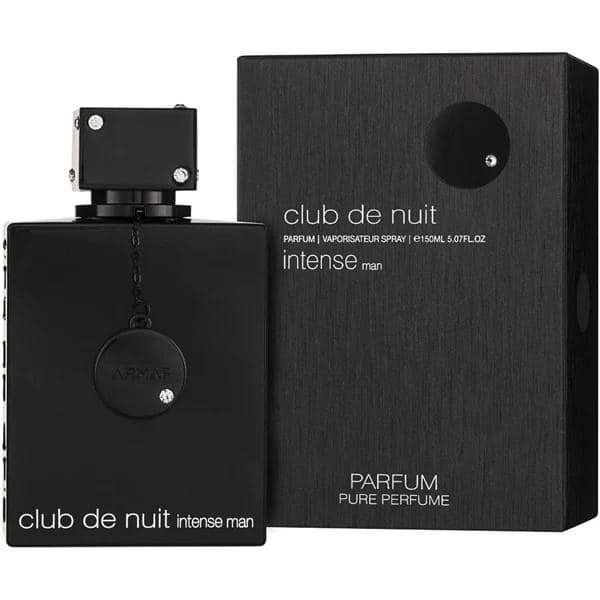 ARMAF
club de nuit intense man
club de nuit
PARFUM | VAPORISATEUR SPRAY | ℮150ML 5.07FL.OZ
intense man
PARFUM
PURE PERFUME